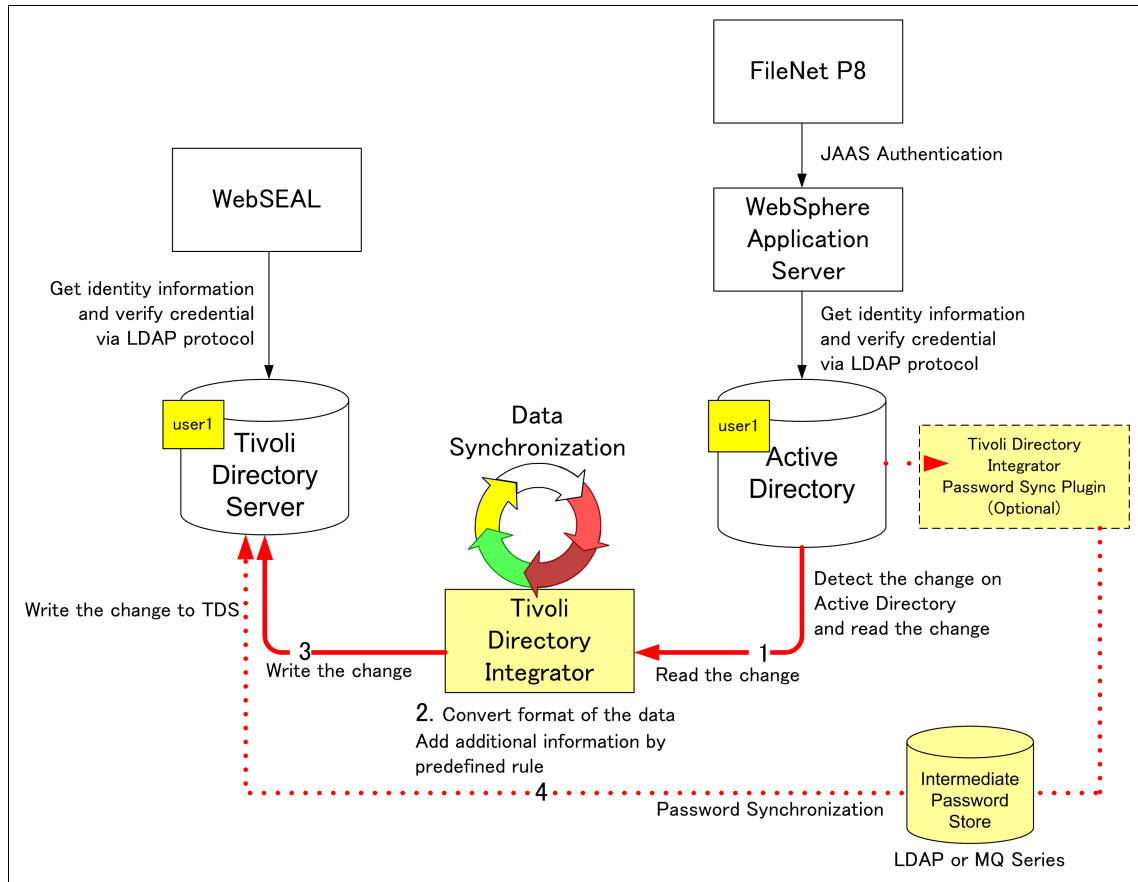 FileNet P8
JAAS Authentication
WebSEAL
WebSphere
Application
Server
Get identity information
and verify credential
via LDAP protocol
Get identity information
and verify credential
via LDAP protocol
user1
Tivoli
Directory
Server
Data
Synchronization
user1
Active
Directory
Tivoli Directory
Integrator
Password Sync Plugin
(Optional)
Write the change to TDS
Tivoli
Directory
Integrator
Detect the change on
Active Directory
and read the change
3
Write the change
1
Read the change
2. Convert format of the data
Add additional information by
predefined rule
4
Password Synchronization
Intermediate
Password
Store
LDAP or MQ Series